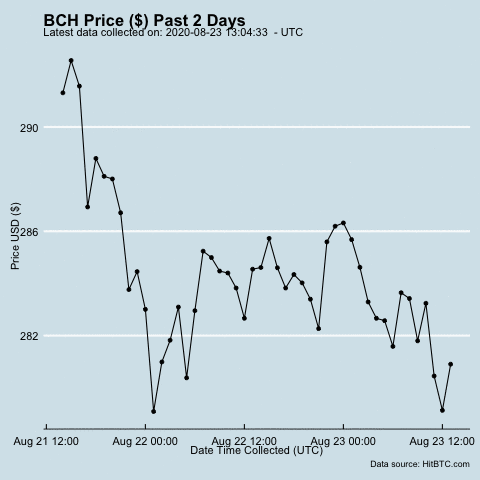 BCH Price ($) Past 2 Days
Latest data collected on: 2020-08-23 13:04:33 - UTC
290
286
282
Price USD ($)
Aug 21 12:00 Aug 22 00:00 Aug 22 12:00 Aug 23 00:00 Aug 23 12:00
Date Time Collected (UTC)
Data source: HitBTC.com